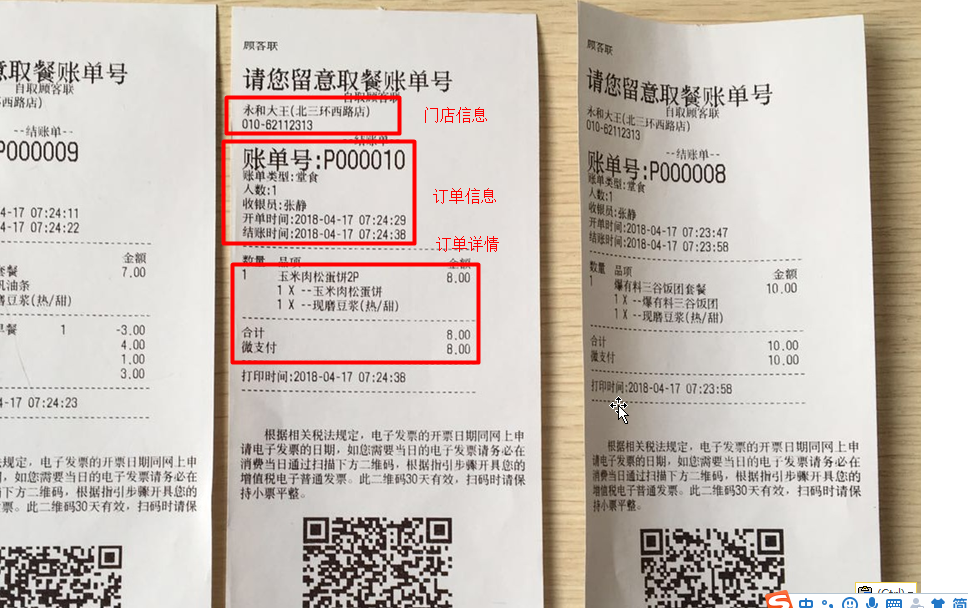 意取餐账单号
自取顾客联
环西路店)
--结账单--
P000009
4-17 07:24:11
4-17 07:24:22
金额
套餐
7.00
矾油条
磨豆浆(热/甜)
早餐 1 -3.00
4.00
1.00
3.00
4-17 07:24:23
规定，电子发票的开票日期同网上申
，如您需要当日的电子发票请务必在
下方二维码，根据指引步骤开具您的
票。此二维码30天有效，扫码时请保
顾客联
请您留意取餐账单号
自取顾客联
永和大王(北三环西路店)
010-62112313
门店信息
--结账单--
账单号:P000010
账单类型:堂食
人数:1
收银员:张静
开单时间:2018-04-17 07:24:29
结账时间:2018-04-17 07:24:38
订单信息
订单详情
数量 品项 金额
1 玉米肉松蛋饼2P 8.00
1 X --玉米肉松蛋饼
1 X --现磨豆浆(热/甜)
合计 8.00
微支付 8.00
打印时间:2018-04-17 07:24:38
根据相关税法规定，电子发票的开票日期同网上申
请电子发票的日期，如您需要当日的电子发票请务必在
消费当日通过扫描下方二维码，根据指引步骤开具您的
增值税电子普通发票。此二维码30天有效，扫码时请保
持小票平整。
顾客联
请您留意取餐账单号
自取顾客联
永和大王(北三环西路店)
010-62112313
--结账单--
账单号:P000008
账单类型:堂食
人数:1
收银员:张静
开单时间:2018-04-17 07:23:47
结账时间:2018-04-17 07:23:58
数量 品项 金额
1 爆有料三谷饭团套餐 10.00
1 X --爆有料三谷饭团
1 X --现磨豆浆(热/甜)
合计 10.00
微支付 10.00
打印时间:2018-04-17 07:23:58
根据相关税法规定，电子发票的开票日期同网上申
请电子发票的日期，如您需要当日的电子发票请务必在
消费当日通过扫描下方二维码，根据指引步骤开具您的
增值税电子普通发票。此二维码30天有效，扫码时请保
持小票平整。
(Ctrl)
中
简